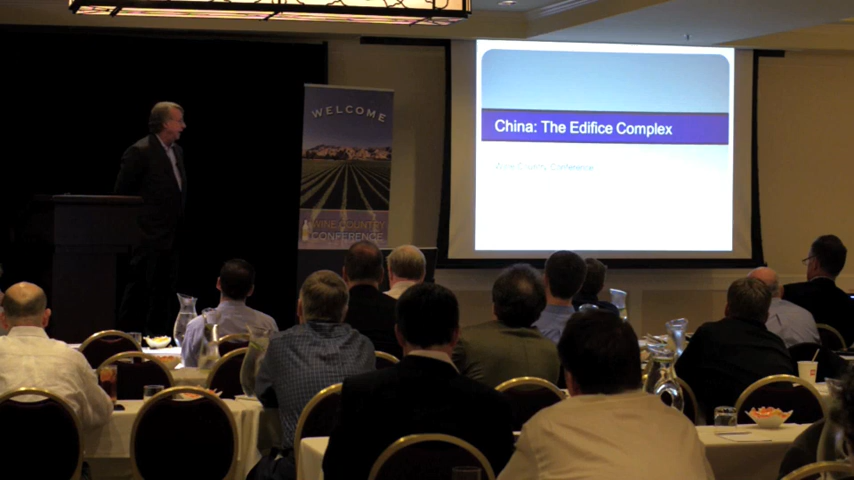 WELCOME
WINE COUNTRY
CONFERENCE
China: The Edifice Complex
Wine Country Conference